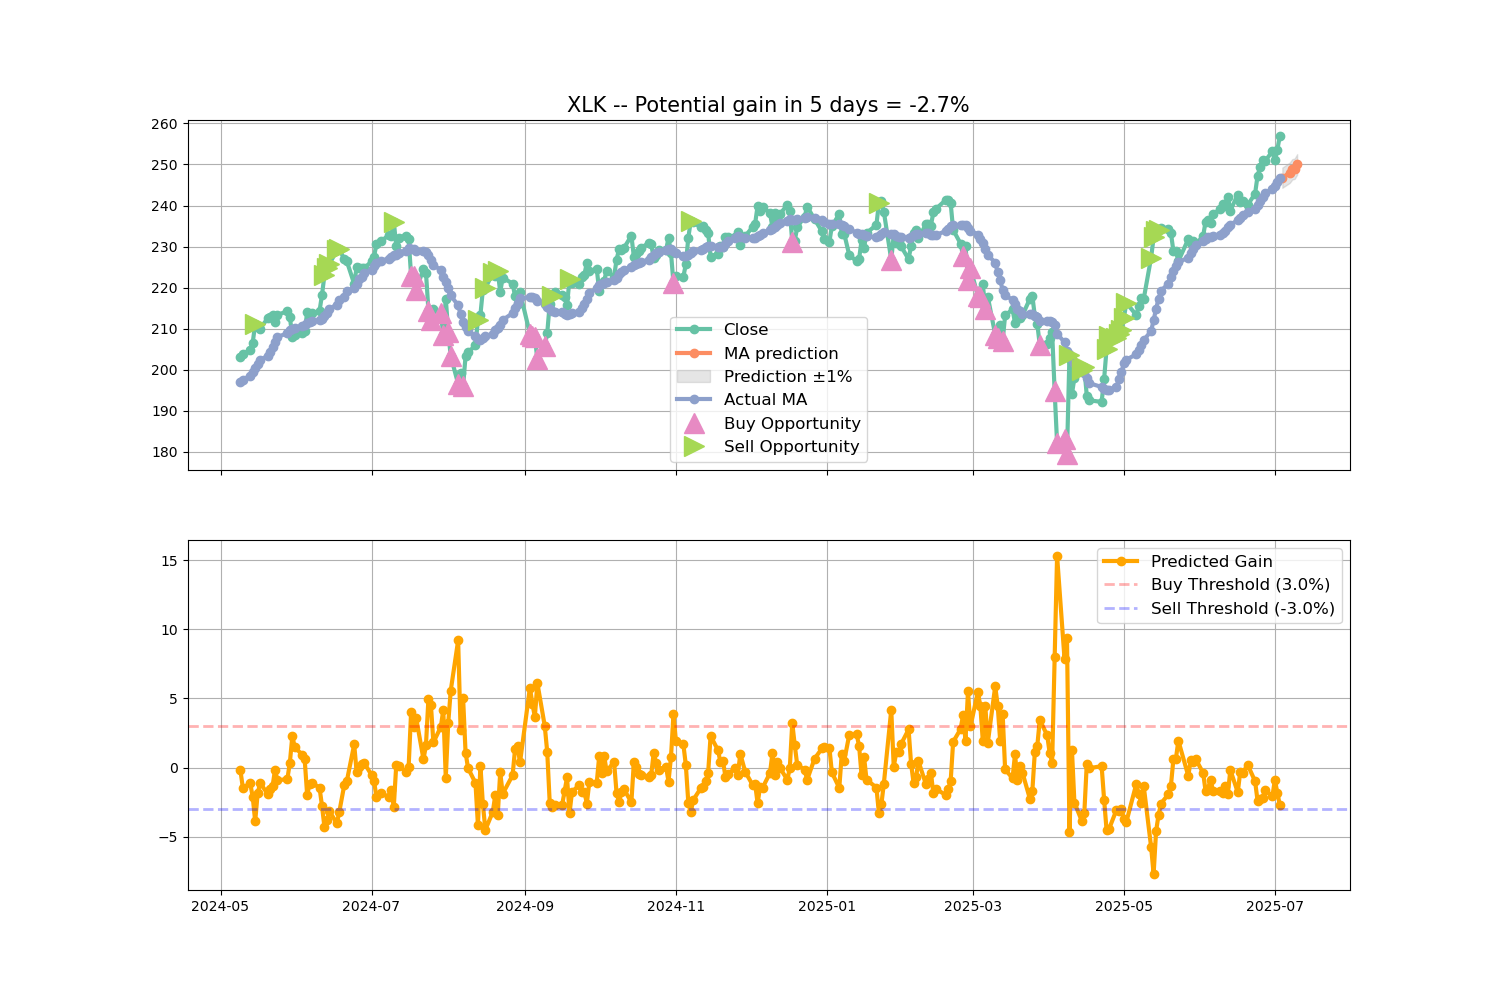 XLK -- Potential gain in 5 days = -2.7%
260
250
240
230
220
210
200
190
180
Close
MA prediction
Prediction ±1%
Actual MA
Buy Opportunity
Sell Opportunity
15
10
5
0
−5
Predicted Gain
Buy Threshold (3.0%)
Sell Threshold (-3.0%)
2024-05
2024-07
2024-09
2024-11
2025-01
2025-03
2025-05
2025-07